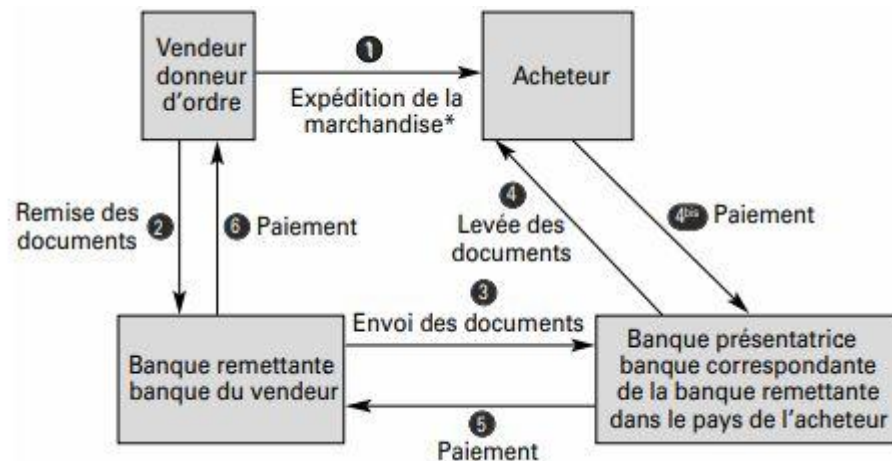 Vendeur
donneur
d'ordre
1
Expédition de la
marchandise*
Acheteur
Remise des
documents
2
6 Paiement
4
Levée des
documents
4bis Paiement
3
Envoi des documents
Banque remettante
banque du vendeur
Banque présentatrice
banque correspondante
de la banque remettante
dans le pays de l'acheteur
5
Paiement